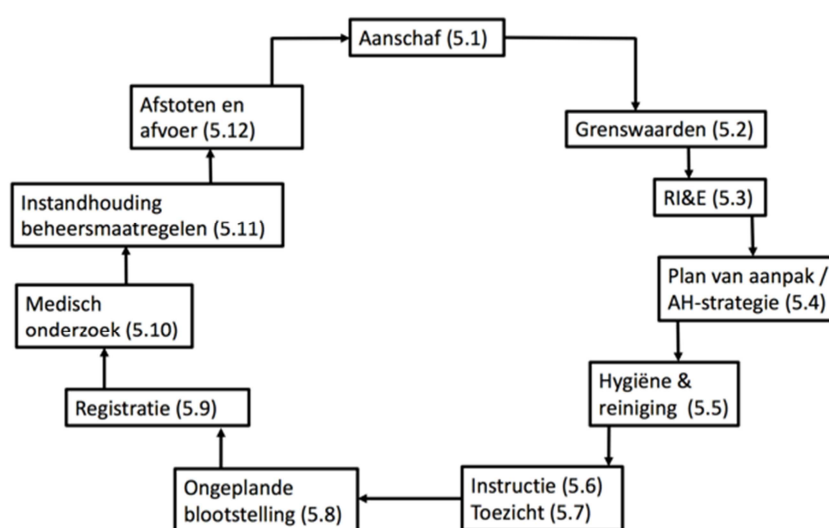 Aanschaf (5.1)
Grenswaarden (5.2)
RI&E (5.3)
Plan van aanpak /
AH-strategie (5.4)
Hygiëne &
reiniging (5.5)
Instructie (5.6)
Toezicht (5.7)
Ongeplande
blootstelling (5.8)
Registratie (5.9)
Medisch
onderzoek (5.10)
Instandhouding
beheersmaatregelen (5.11)
Afstoten en
afvoer (5.12)